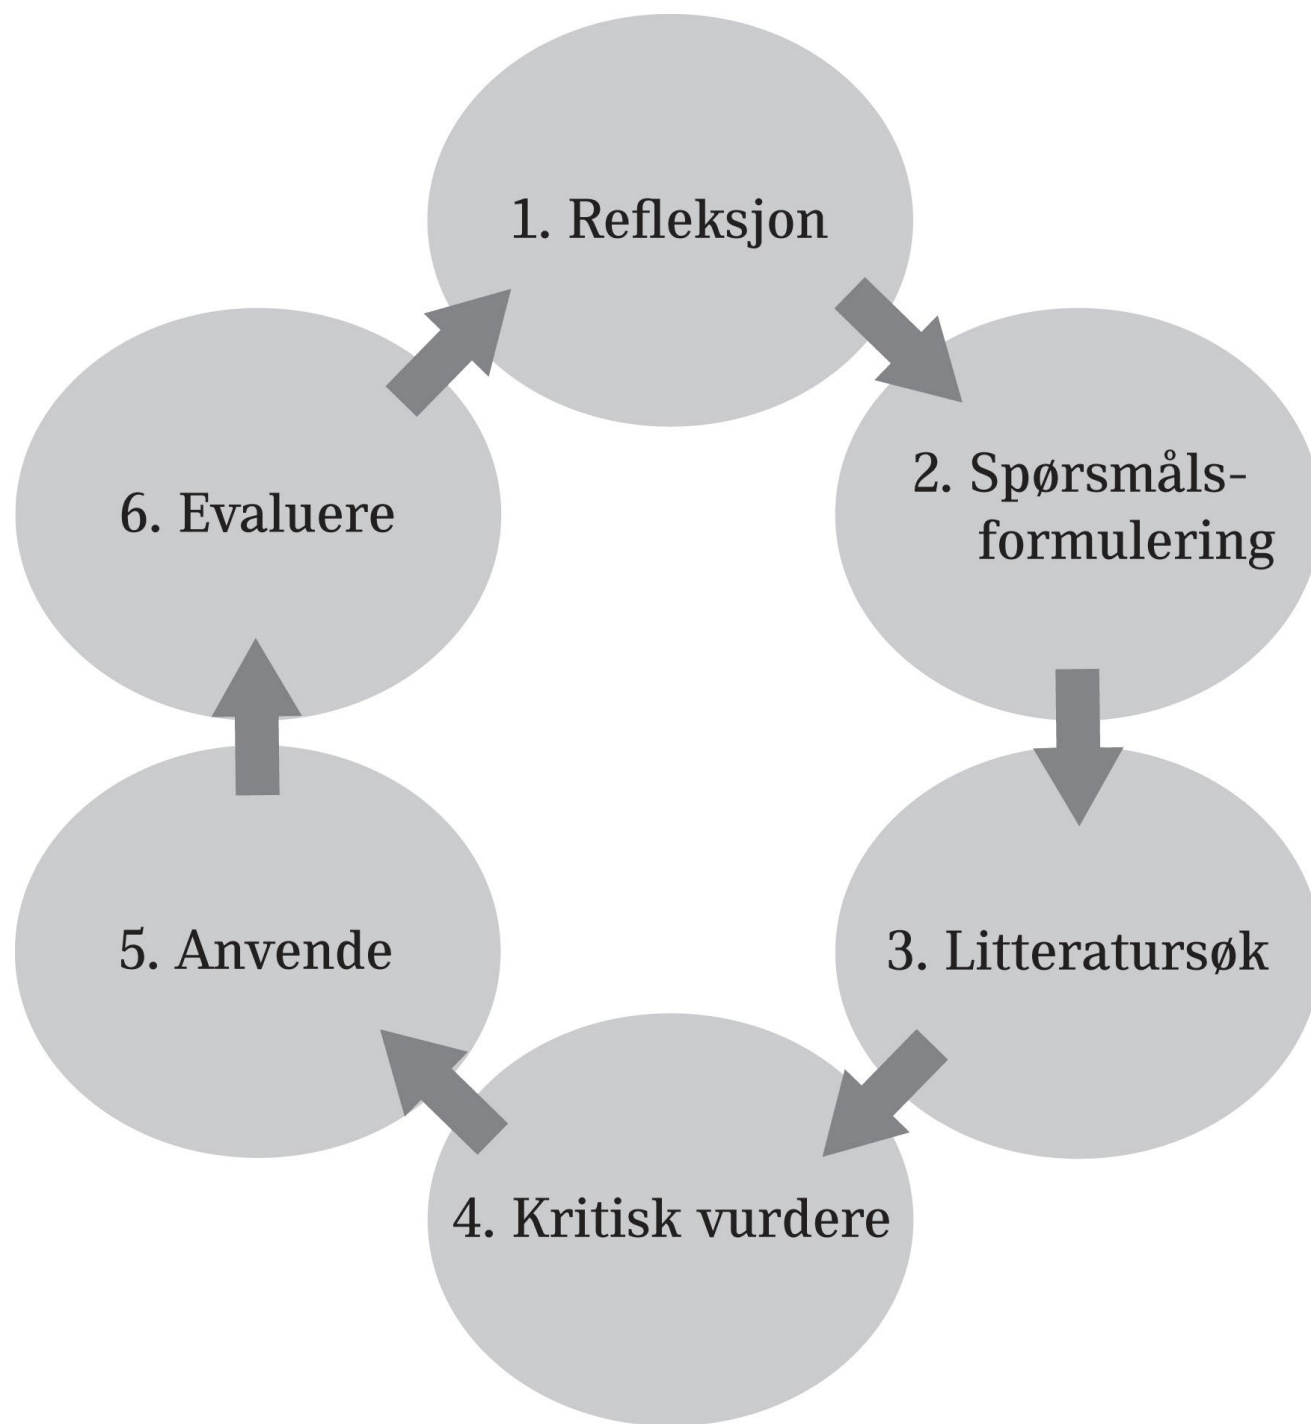 1. Refleksjon
2. Spørsmåls-
formulering
3. Litteratursøk
4. Kritisk vurdere
5. Anvende
6. Evaluere